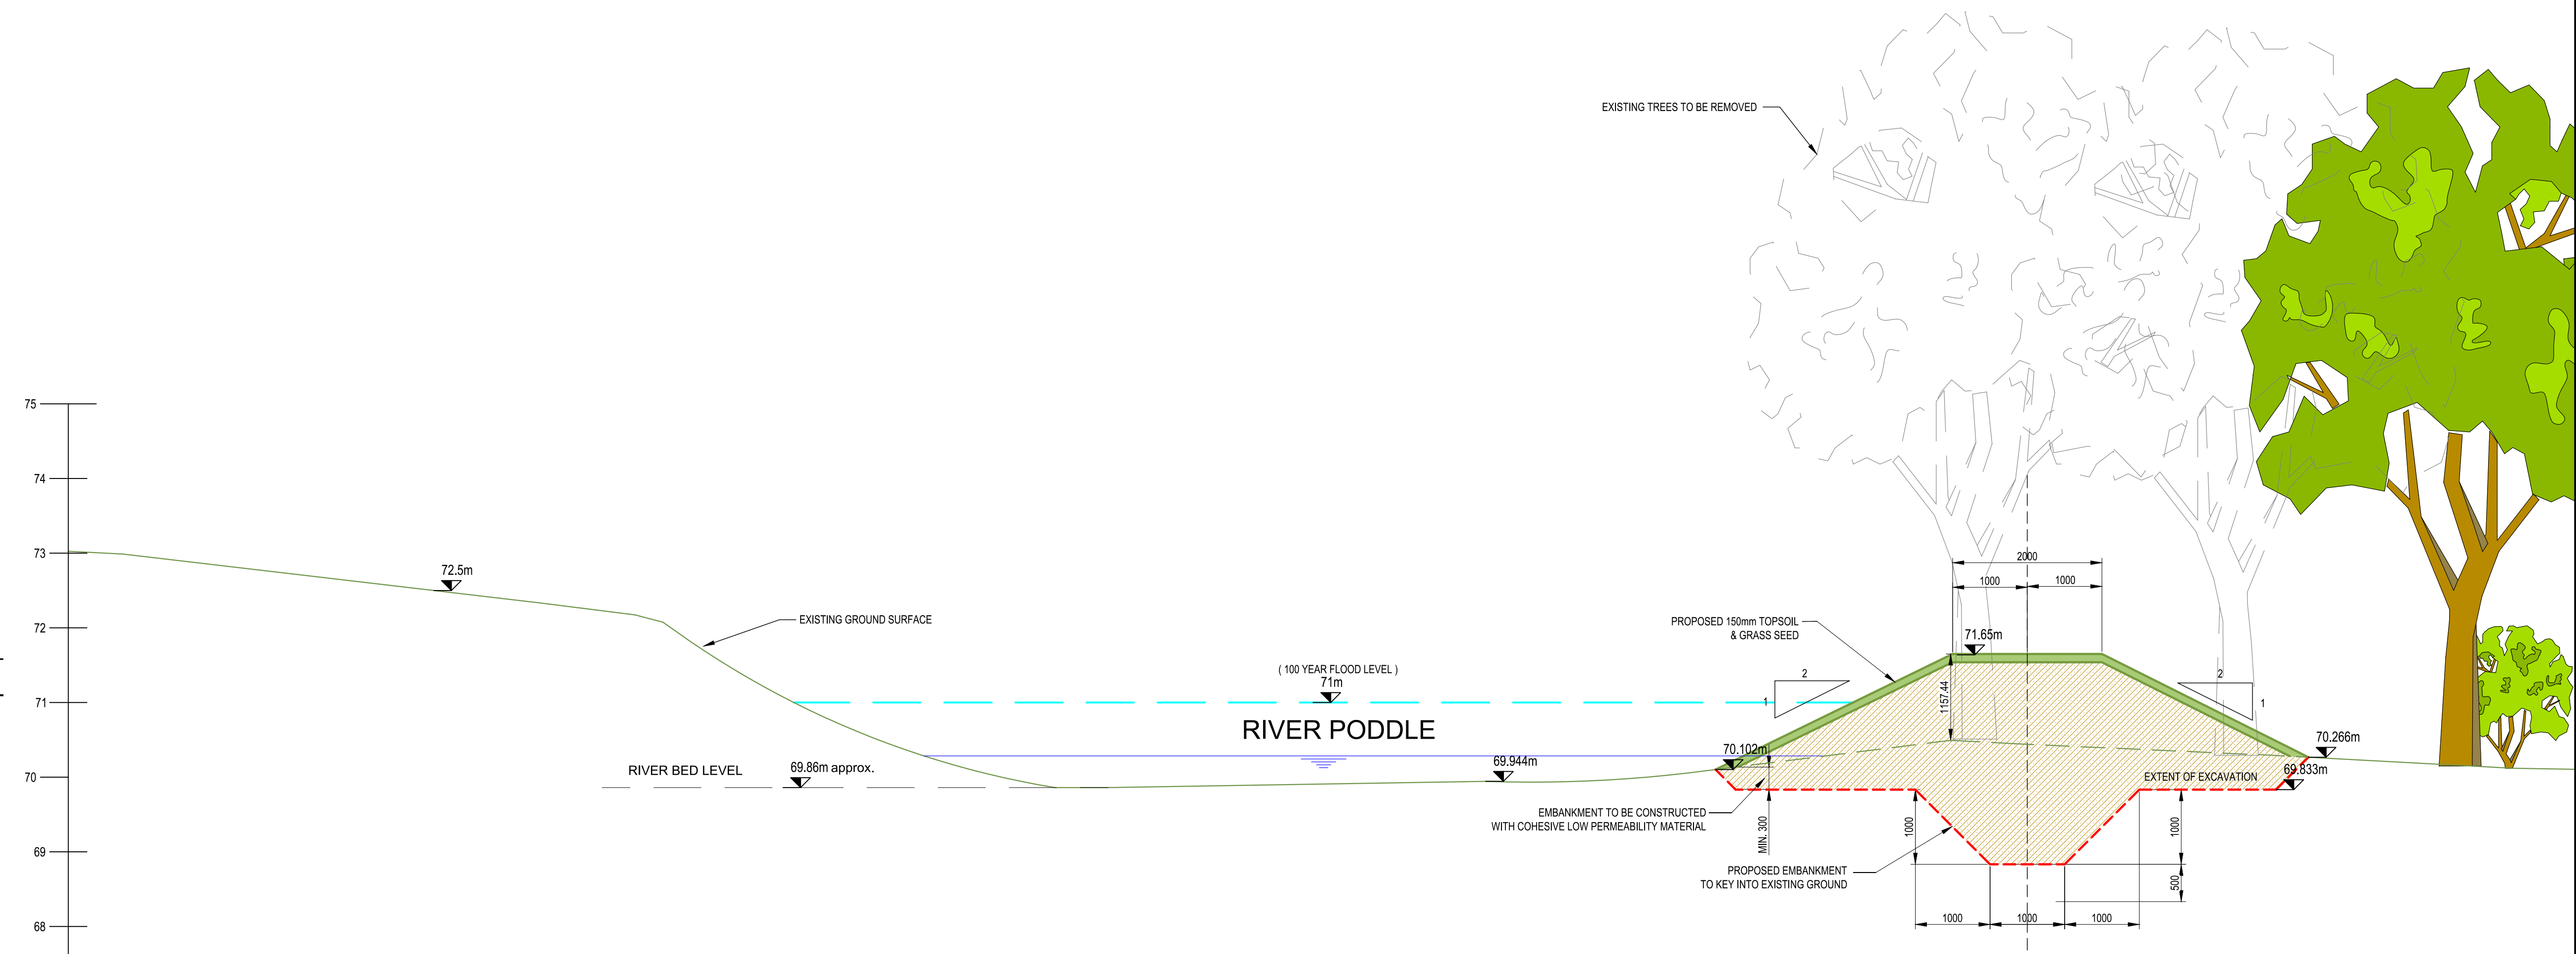 EXISTING TREES TO BE REMOVED
75
74
73
72
71
70
69
68
72.5m
EXISTING GROUND SURFACE
( 100 YEAR FLOOD LEVEL )
71m
RIVER PODDLE
RIVER BED LEVEL
69.86m approx.
69.944m
2000
1000
1000
PROPOSED 150mm TOPSOIL
& GRASS SEED
71.65m
2
1
1157.44
2
1
70.102m
70.266m
EXTENT OF EXCAVATION
69.833m
EMBANKMENT TO BE CONSTRUCTED
WITH COHESIVE LOW PERMEABILITY MATERIAL
MIN. 300
1000
1000
500
PROPOSED EMBANKMENT
TO KEY INTO EXISTING GROUND
1000
1000
1000